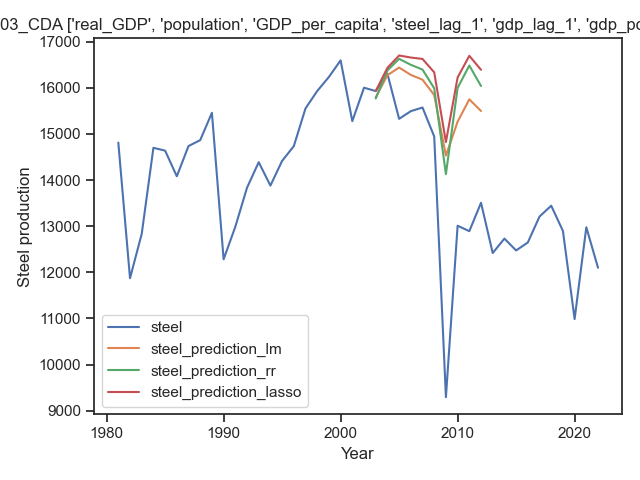 03_CDA ['real_GDP', 'population', 'GDP_per_capita', 'steel_lag_1', 'gdp_lag_1', 'gdp_po
17000
16000
15000
14000
13000
12000
11000
10000
9000
Steel production
steel
steel_prediction_lm
steel_prediction_rr
steel_prediction_lasso
1980 1990 2000 2010 2020
Year